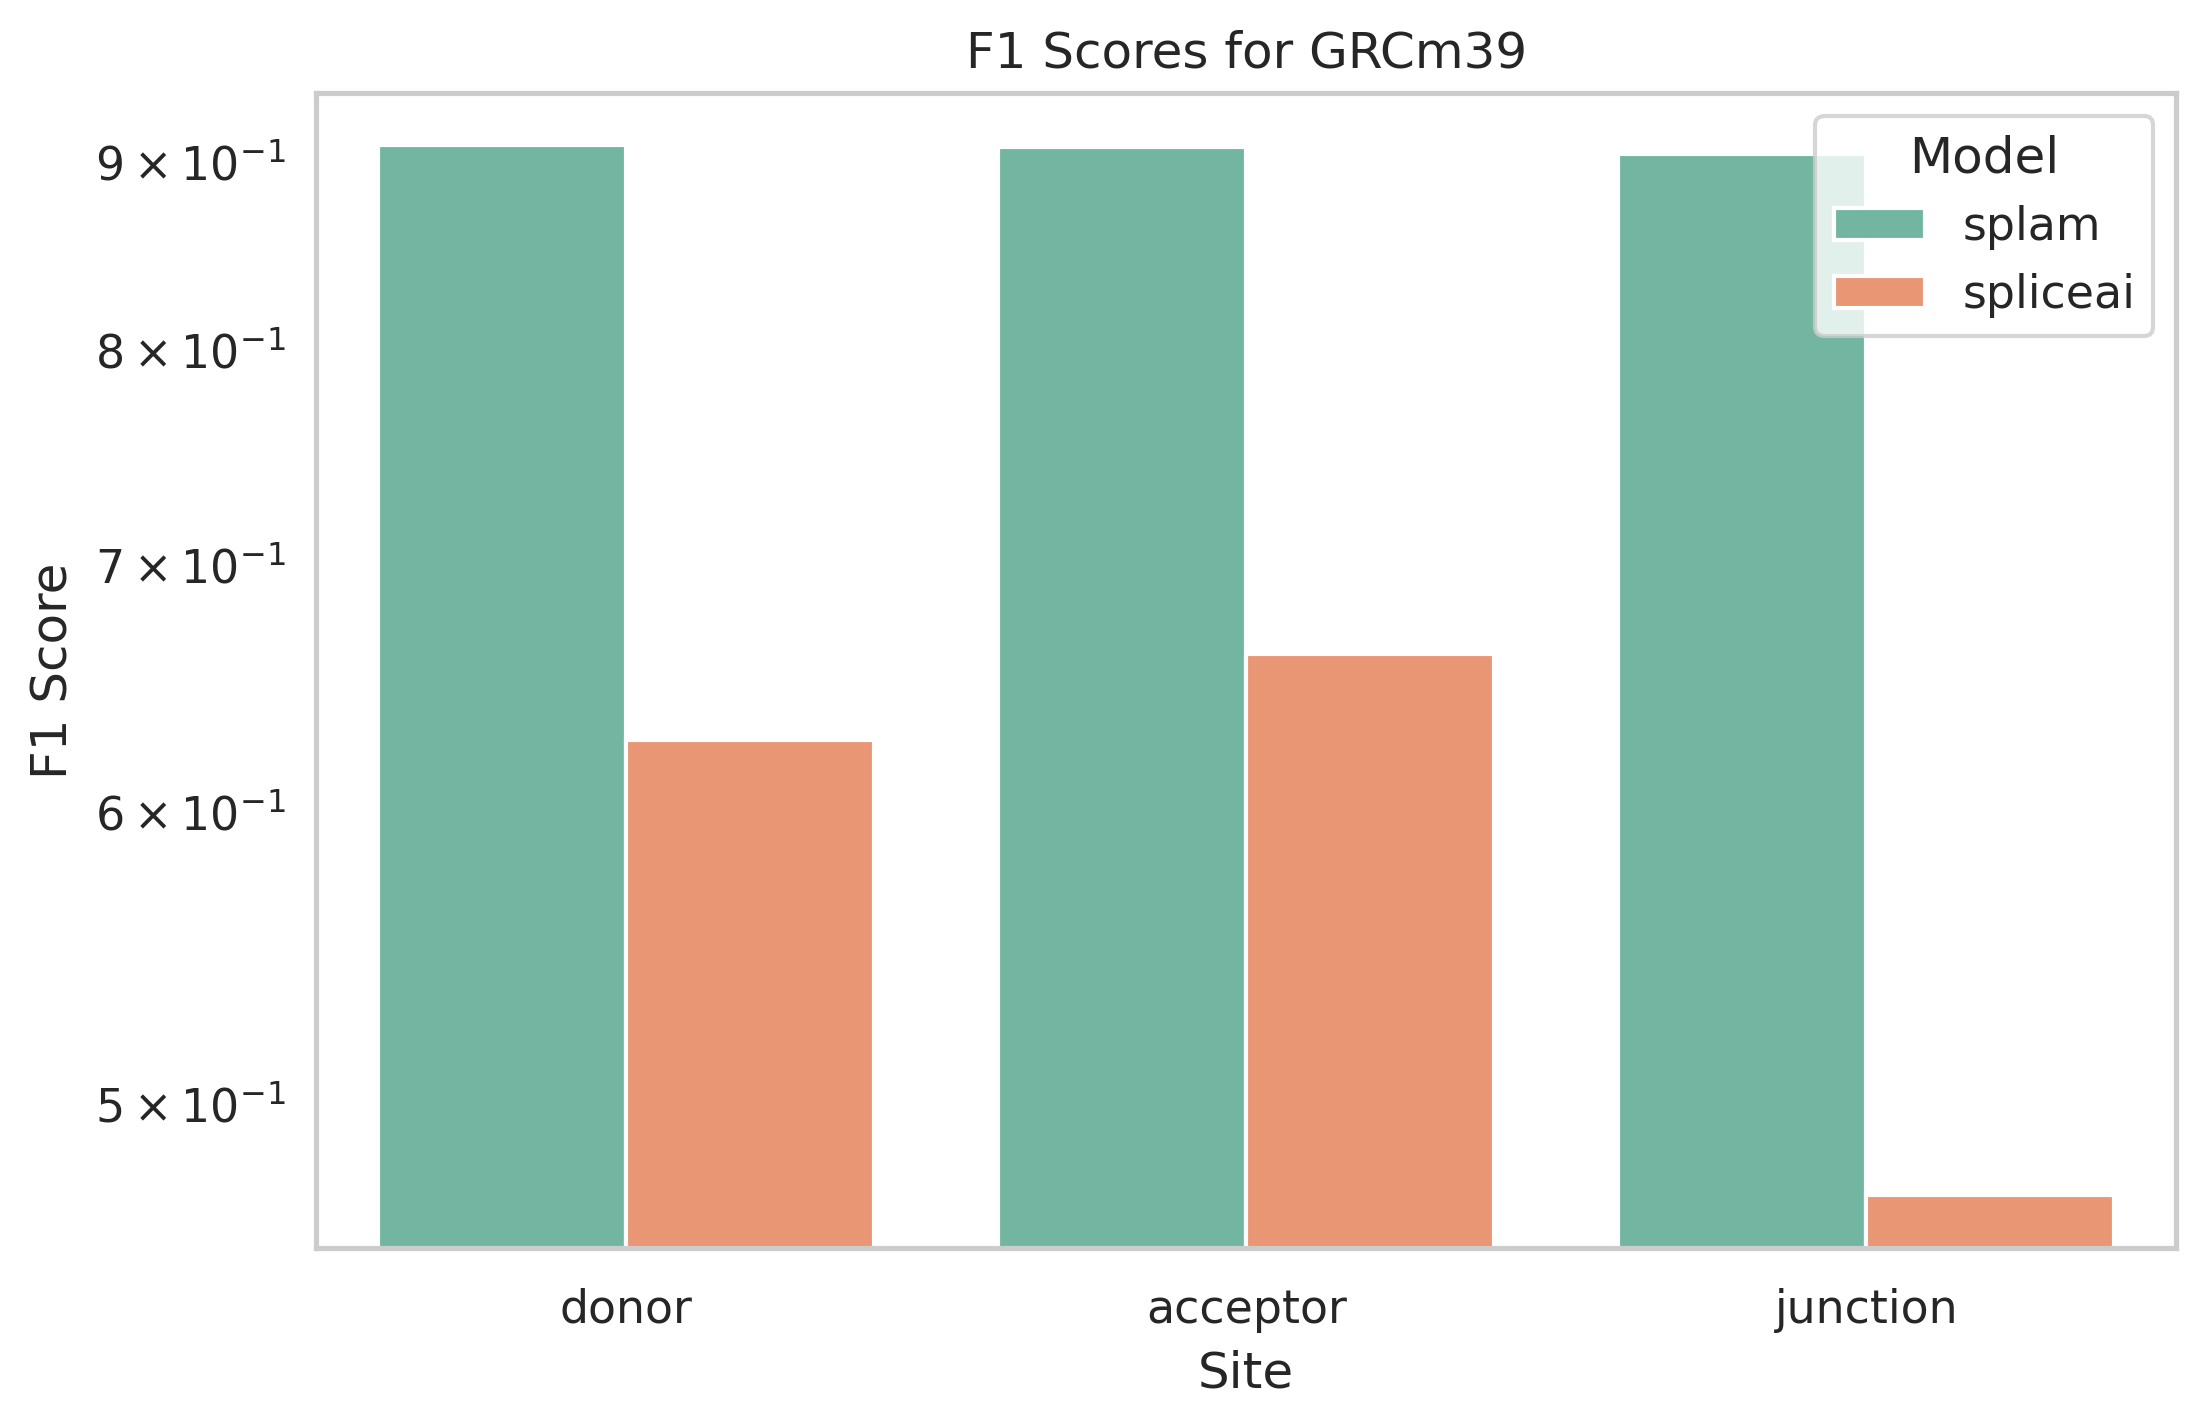 F1 Scores for GRCm39
F1 Score
9 × 10⁻¹
8 × 10⁻¹
7 × 10⁻¹
6 × 10⁻¹
5 × 10⁻¹
Model
splam
spliceai
donor
acceptor
junction
Site